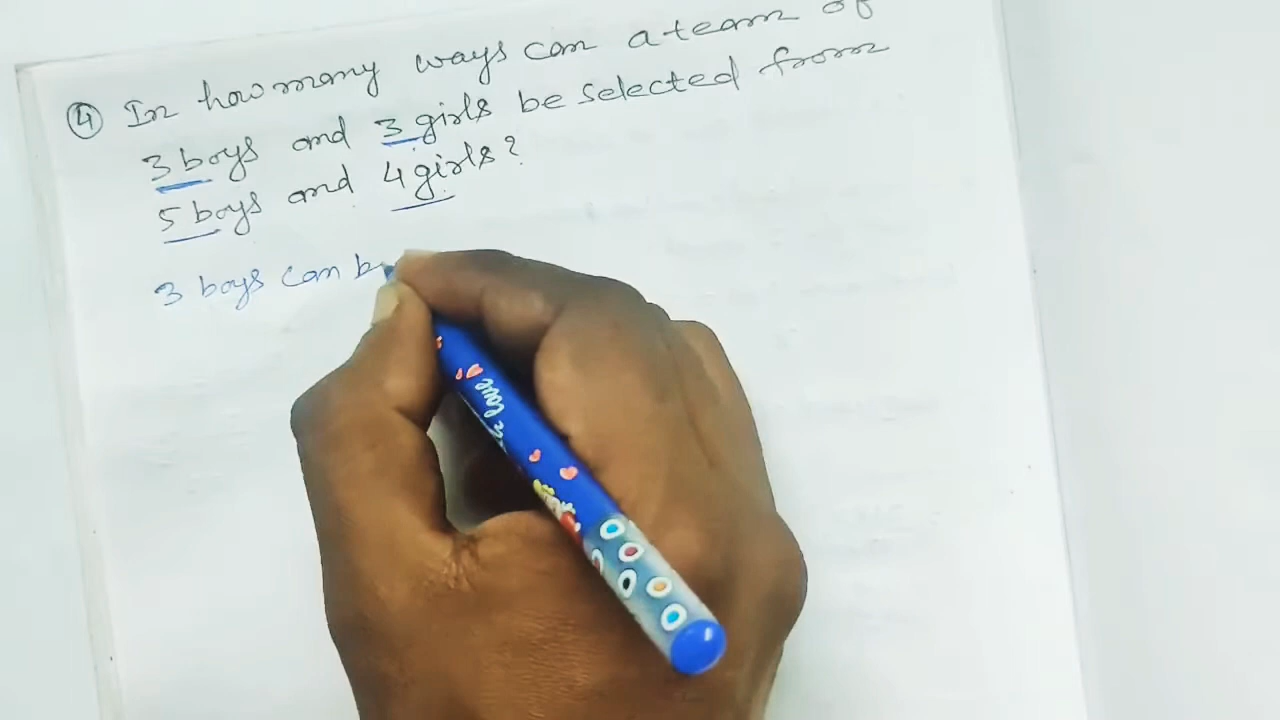 ④ In how many ways can a team of
3 boys and 3 girls be selected from
5 boys and 4 girls?
3 boys can b
love